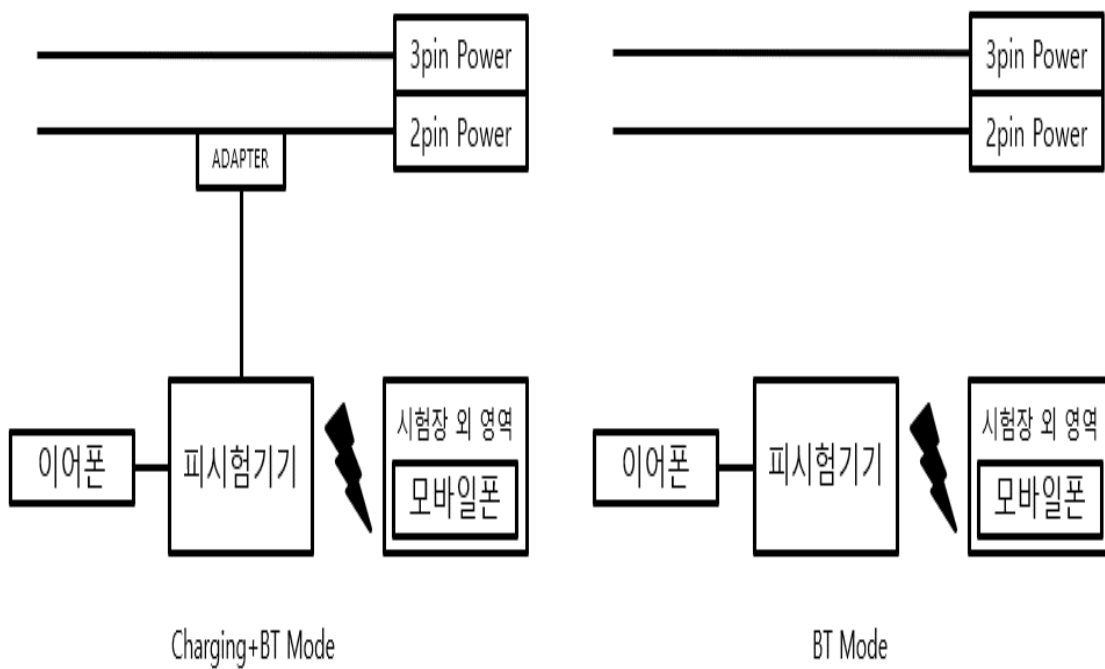 3pin Power
2pin Power
ADAPTER
이어폰
피시험기기
시험장 외 영역
모바일폰
Charging+BT Mode
3pin Power
2pin Power
이어폰
피시험기기
시험장 외 영역
모바일폰
BT Mode